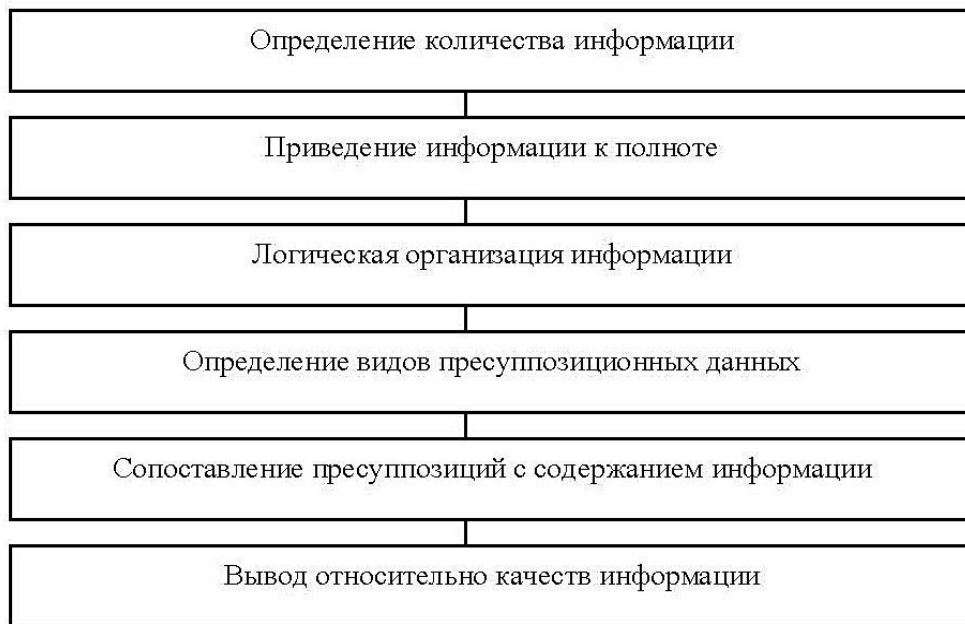 Определение количества информации
Приведение информации к полноте
Логическая организация информации
Определение видов пресуппозиционных данных
Сопоставление пресуппозиций с содержанием информации
Вывод относительно качеств информации